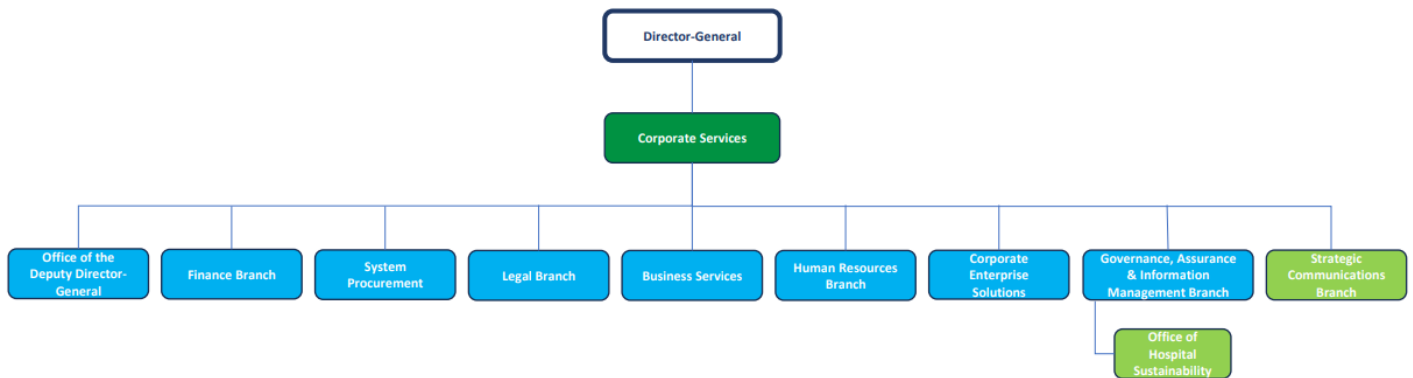 Director-General
Corporate Services
Office of the
Deputy Director-
General
Finance Branch
System
Procurement
Legal Branch
Business Services
Human Resources
Branch
Corporate
Enterprise
Solutions
Governance, Assurance
& Information
Management Branch
Strategic
Communications
Branch
Office of
Hospital
Sustainability